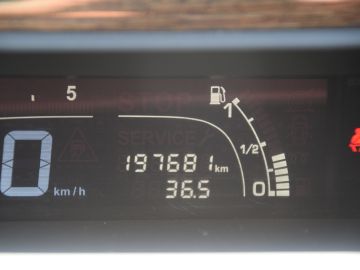 5
1
STOP
SERVICE
1/2
197681 km
0 km/h
36.5
0